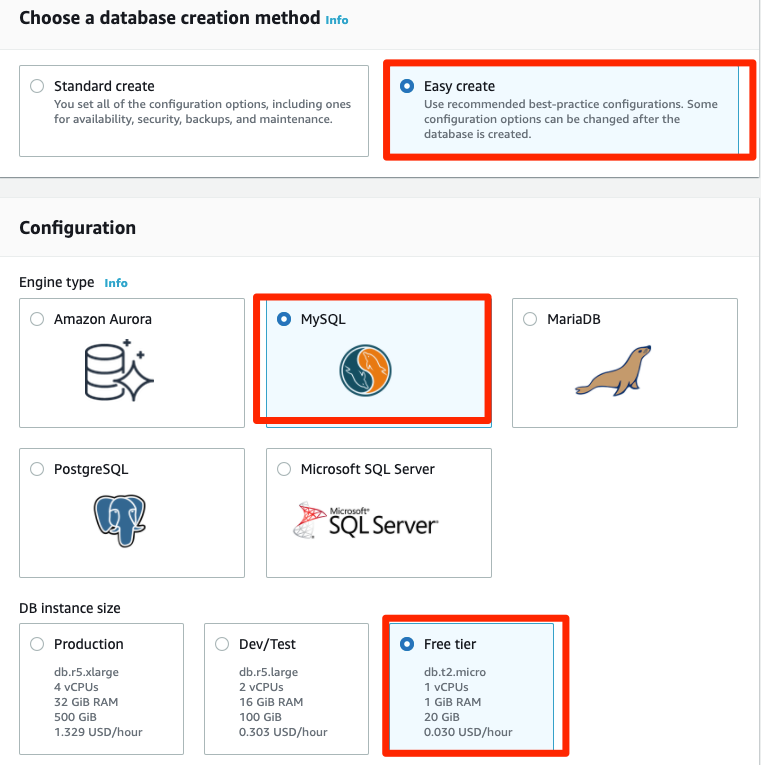 Choose a database creation method Info
Standard create
You set all of the configuration options, including ones
for availability, security, backups, and maintenance.
Easy create
Use recommended best-practice configurations. Some
configuration options can be changed after the
database is created.
Configuration
Engine type Info
Amazon Aurora
MySQL
MariaDB
PostgreSQL
Microsoft SQL Server
Microsoft®
SQL Server®
DB instance size
Production
db.r5.xlarge
4 vCPUs
32 GiB RAM
500 GiB
1.329 USD/hour
Dev/Test
db.r5.large
2 vCPUs
16 GiB RAM
100 GiB
0.303 USD/hour
Free tier
db.t2.micro
1 vCPUs
1 GiB RAM
20 GiB
0.030 USD/hour